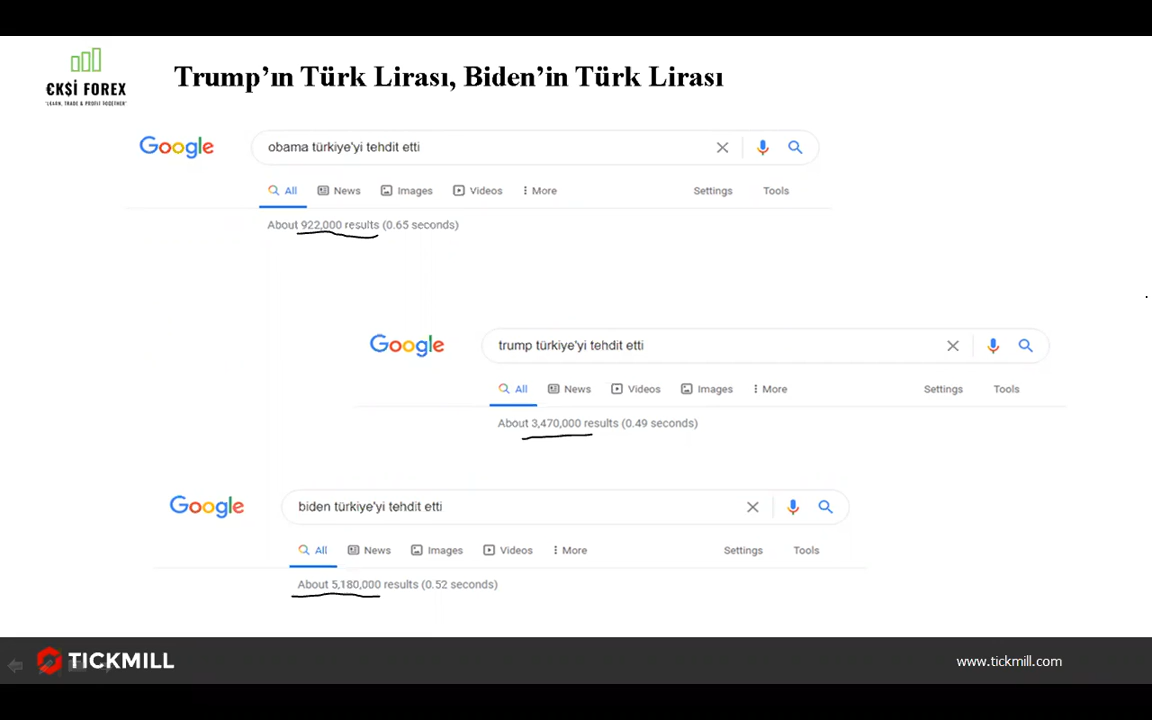 €K$İ FOREX
"LEARN, TRADE & PROFIT TOGETHER"
Trump’ın Türk Lirası, Biden’in Türk Lirası
Google
obama türkiye'yi tehdit etti
All News Images Videos More Settings Tools
About 922,000 results (0.65 seconds)
Google
trump türkiye'yi tehdit etti
All News Videos Images More Settings Tools
About 3,470,000 results (0.49 seconds)
Google
biden türkiye'yi tehdit etti
All News Images Videos More Settings Tools
About 5,180,000 results (0.52 seconds)
TICKMILL
www.tickmill.com